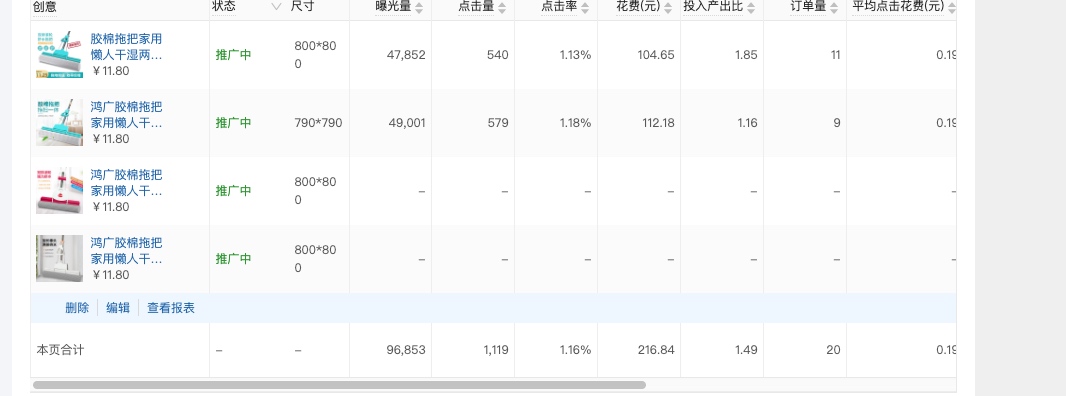 创意 状态 尺寸 曝光量 点击量 点击率 花费(元) 投入产出比 订单量 平均点击花费(元)
胶棉拖把家用
懒人干湿两...
￥11.80
推广中 800*80
0
47,852 540 1.13% 104.65 1.85 11 0.19
鸿广胶棉拖把
家用懒人干...
￥11.80
推广中 790*790 49,001 579 1.18% 112.18 1.16 9 0.19
鸿广胶棉拖把
家用懒人干...
￥11.80
推广中 800*80
0
– – – – – – –
鸿广胶棉拖把
家用懒人干...
￥11.80
推广中 800*80
0
– – – – – – –
删除 编辑 查看报表
本页合计 – – 96,853 1,119 1.16% 216.84 1.49 20 0.19